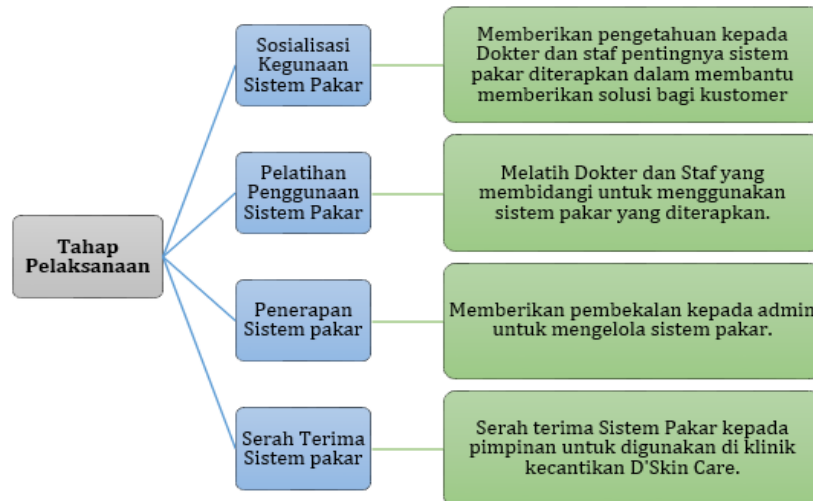 Tahap
Pelaksanaan
Sosialisasi
Kegunaan
Sistem Pakar
Memberikan pengetahuan kepada
Dokter dan staf pentingnya sistem
pakar diterapkan dalam membantu
memberikan solusi bagi kustomer
Pelatihan
Penggunaan
Sistem Pakar
Melatih Dokter dan Staf yang
membidangi untuk menggunakan
sistem pakar yang diterapkan.
Penerapan
Sistem pakar
Memberikan pembekalan kepada admin
untuk mengelola sistem pakar.
Serah Terima
Sistem pakar
Serah terima Sistem Pakar kepada
pimpinan untuk digunakan di klinik
kecantikan D'Skin Care.